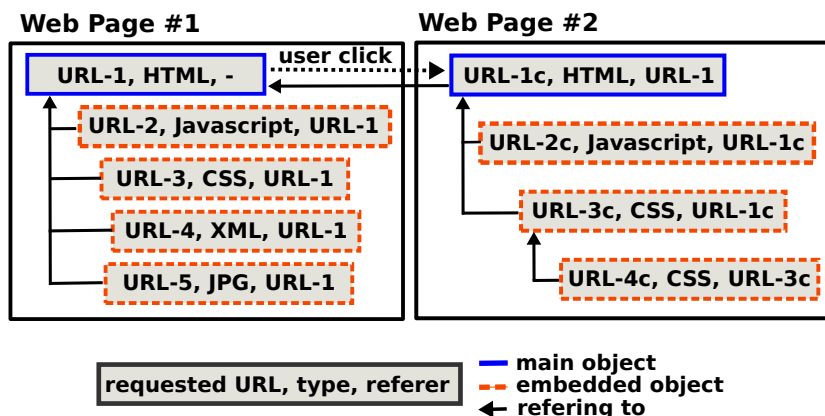 Web Page #1
URL-1, HTML, -
URL-2, Javascript, URL-1
URL-3, CSS, URL-1
URL-4, XML, URL-1
URL-5, JPG, URL-1
user click
Web Page #2
URL-1c, HTML, URL-1
URL-2c, Javascript, URL-1c
URL-3c, CSS, URL-1c
URL-4c, CSS, URL-3c
requested URL, type, referer
main object
embedded object
refering to